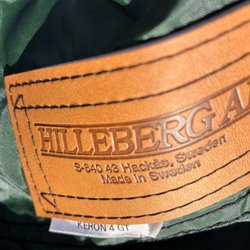 HILLEBERG A
S-840 43 Hackås, Sweden
Made in Sweden
KERON 4 GT